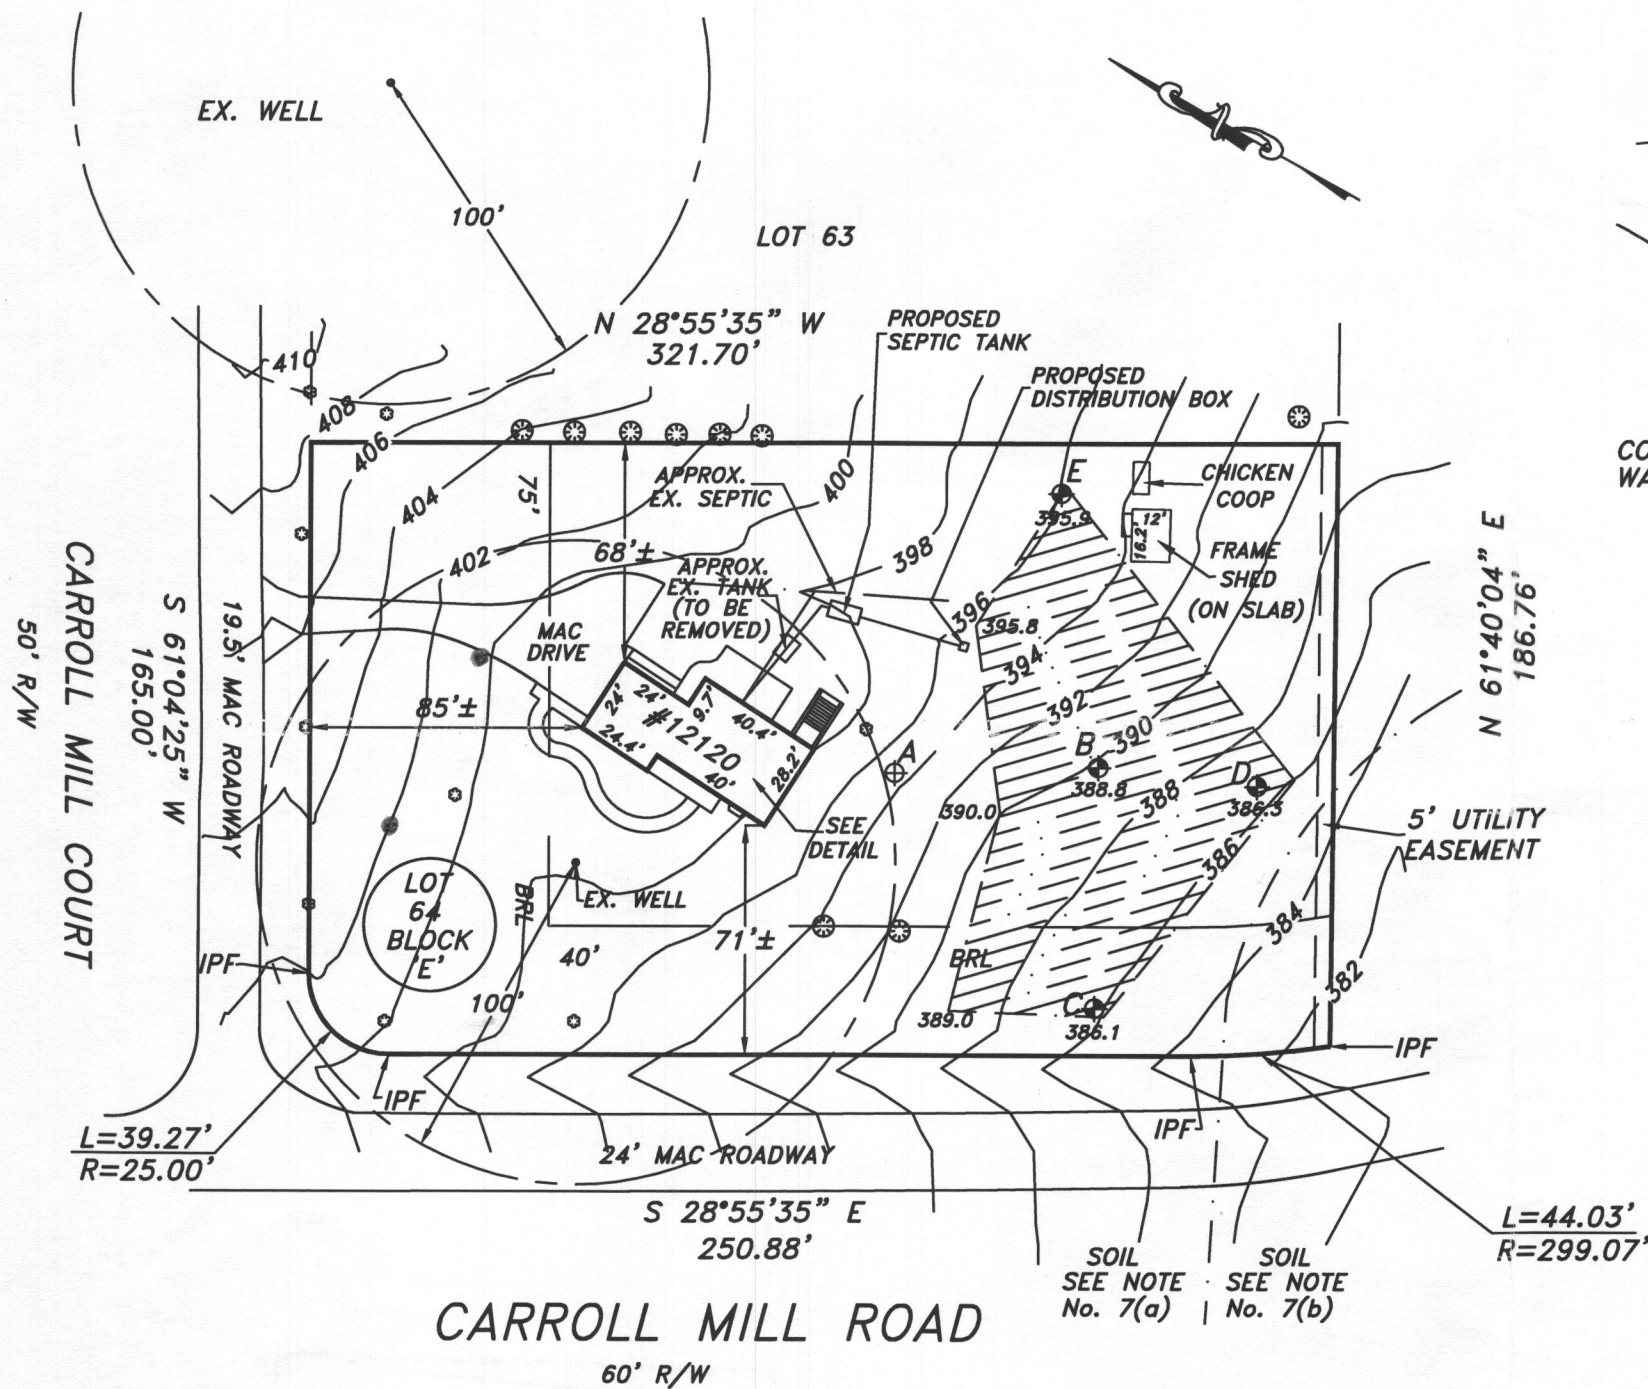 EX. WELL
100'
LOT 63
N 28°55'35" W
321.70'
PROPOSED
SEPTIC TANK
PROPOSED
DISTRIBUTION BOX
410
408
406
404
402
400
398
396
394
392
390
388
386
384
382
75'
68'±
APPROX.
EX. SEPTIC
APPROX.
EX. TANK
(TO BE
REMOVED)
E
395.9
CHICKEN
COOP
12'
16.2'
FRAME
SHED
(ON SLAB)
395.8
MAC
DRIVE
85'±
24'
24'
9.7'
40.4'
#12120
24.4'
40'
28.2'
A
B
388.8
D
386.3
390.0
SEE
DETAIL
5' UTILITY
EASEMENT
N 61°40'04" E
186.76'
CO
WA
CARROLL MILL COURT
50' R/W
S 61°04'25" W
165.00'
19.5' MAC ROADWAY
LOT
64
BLOCK
'E'
BRL
EX. WELL
40'
71'±
BRL
100'
389.0
C
386.1
IPF
IPF
IPF
IPF
L=39.27'
R=25.00'
24' MAC ROADWAY
S 28°55'35" E
250.88'
L=44.03'
R=299.07'
SOIL
SEE NOTE
No. 7(a)
SOIL
SEE NOTE
No. 7(b)
CARROLL MILL ROAD
60' R/W